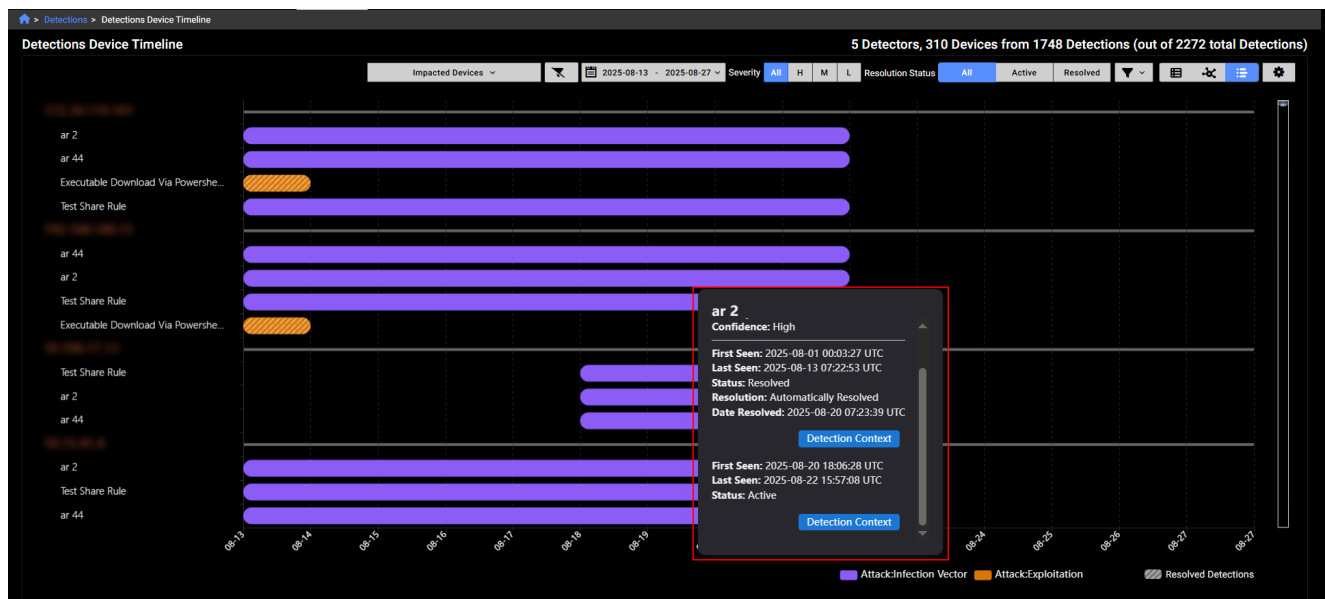 > Detections > Detections Device Timeline
Detections Device Timeline
5 Detectors, 310 Devices from 1748 Detections (out of 2272 total Detections)
Impacted Devices
2025-08-13 - 2025-08-27
Severity All H M L
Resolution Status All Active Resolved
ar 2
ar 44
Executable Download Via Powershe...
Test Share Rule
ar 44
ar 2
Test Share Rule
Executable Download Via Powershe...
Test Share Rule
ar 2
ar 44
ar 2
Test Share Rule
ar 44
ar 2
Confidence: High
First Seen: 2025-08-01 00:03:27 UTC
Last Seen: 2025-08-13 07:22:53 UTC
Status: Resolved
Resolution: Automatically Resolved
Date Resolved: 2025-08-20 07:23:39 UTC
Detection Context
First Seen: 2025-08-20 18:06:28 UTC
Last Seen: 2025-08-22 15:57:08 UTC
Status: Active
Detection Context
08-13 08-14 08-15 08-16 08-17 08-18 08-19 08-24 08-25 08-26 08-27 08-27
Attack:Infection Vector Attack:Exploitation Resolved Detections